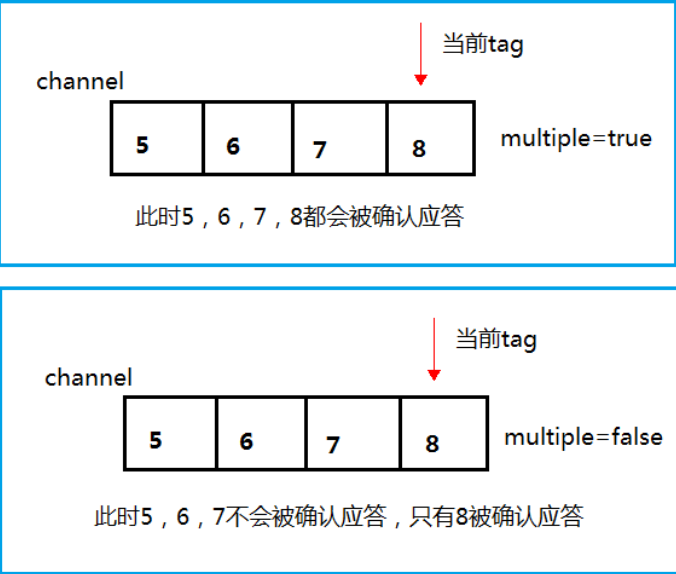 当前tag
channel
5 6 7 8 multiple=true
此时5，6，7，8都会被确认应答
当前tag
channel
5 6 7 8 multiple=false
此时5，6，7不会被确认应答，只有8被确认应答